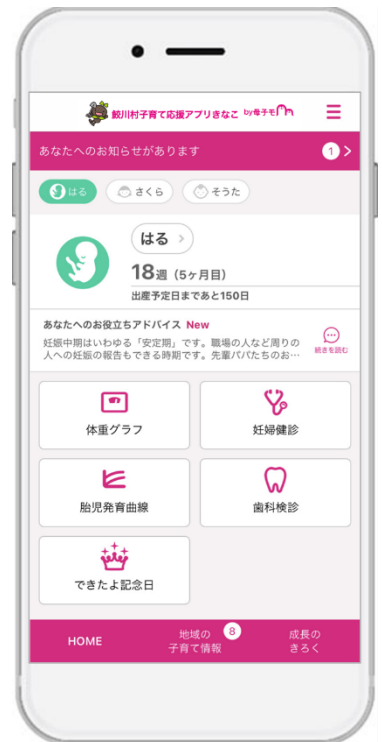 鮫川村子育て応援アプリきなこ by母子モ
あなたへのお知らせがあります 1
はる さくら そうた
はる
18週（5ヶ月目）
出産予定日まであと150日
あなたへのお役立ちアドバイス New
妊娠中期はいわゆる「安定期」です。職場の人など周りの
人への妊娠の報告もできる時期です。先輩パパたちのお…
続きを読む
体重グラフ 妊婦健診
胎児発育曲線 歯科検診
できたよ記念日
HOME
地域の 8
子育て情報
成長の
きろく